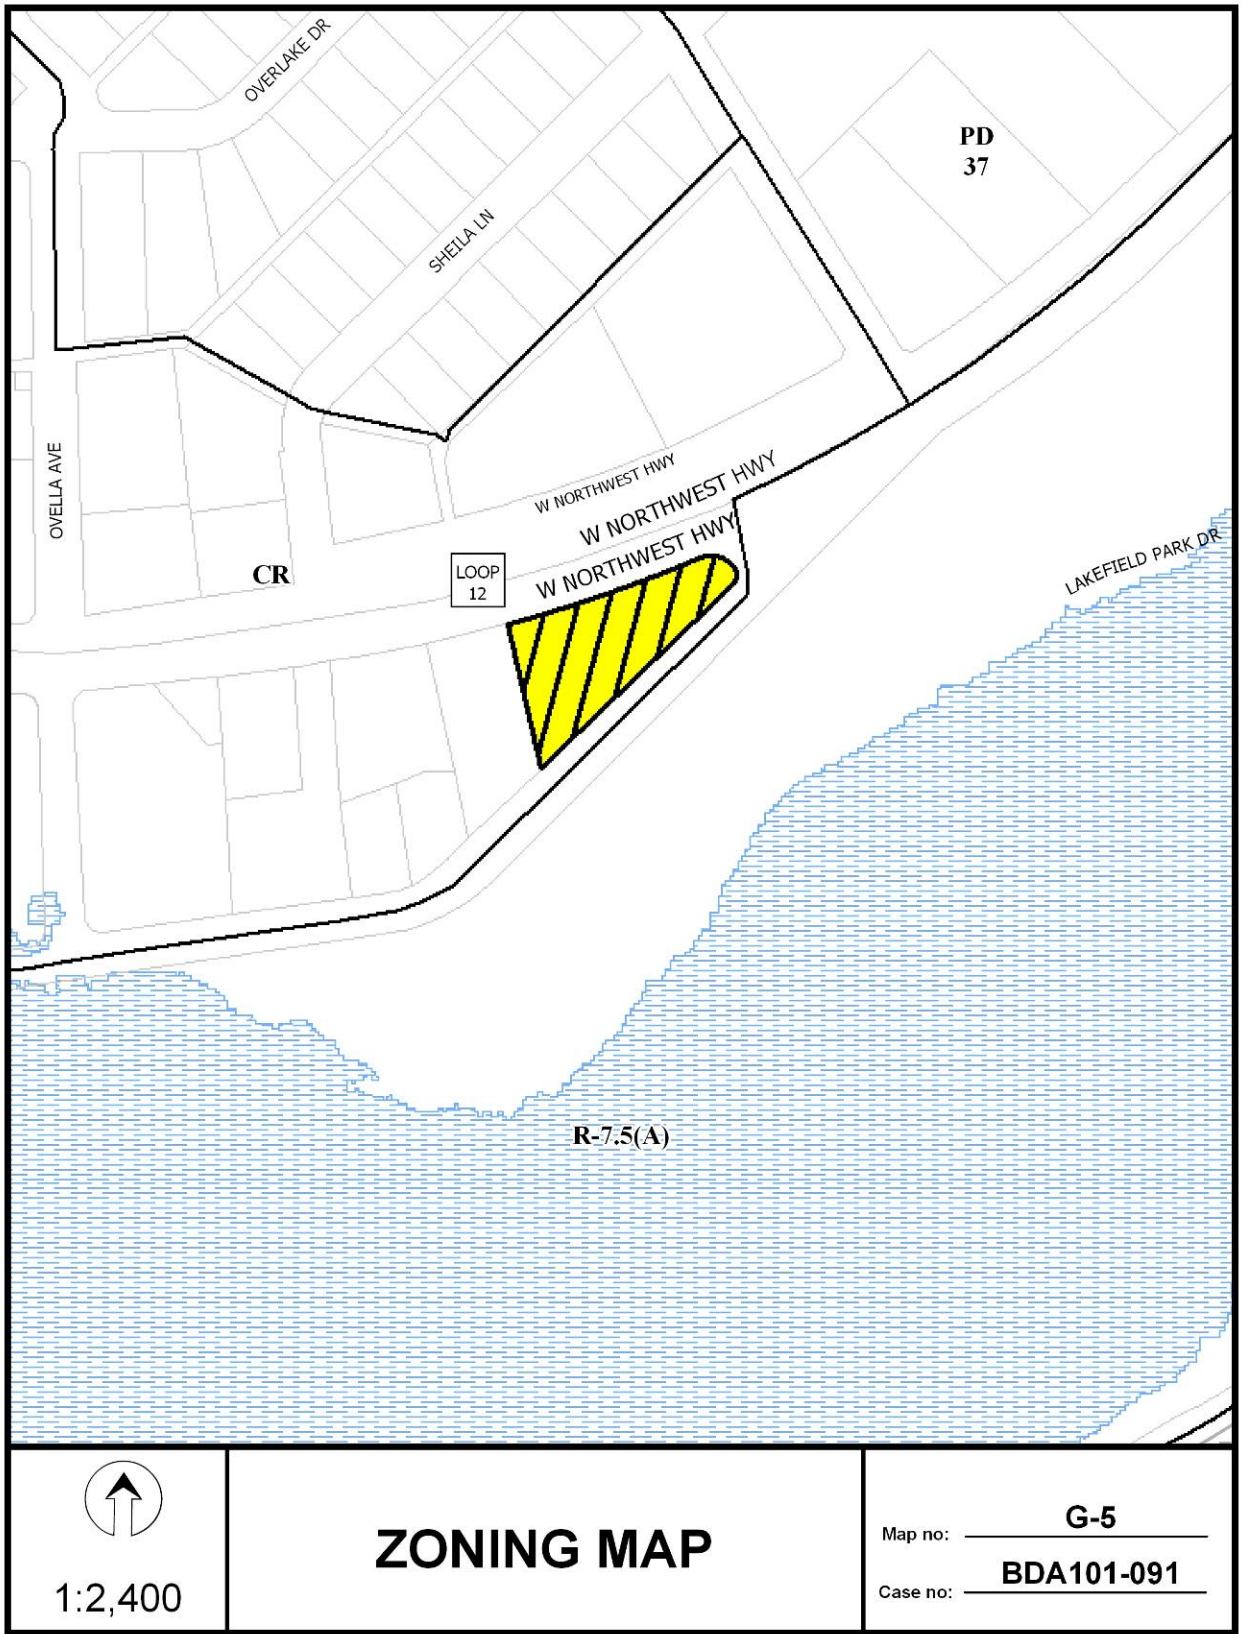 OVERLAKE DR
PD
37
SHEILA LN
OVELLA AVE
W NORTHWEST HWY
W NORTHWEST HWY
W NORTHWEST HWY
LAKEFIELD PARK DR
CR
LOOP
12
R-7.5(A)
1:2,400
ZONING MAP
Map no: G-5
Case no: BDA101-091